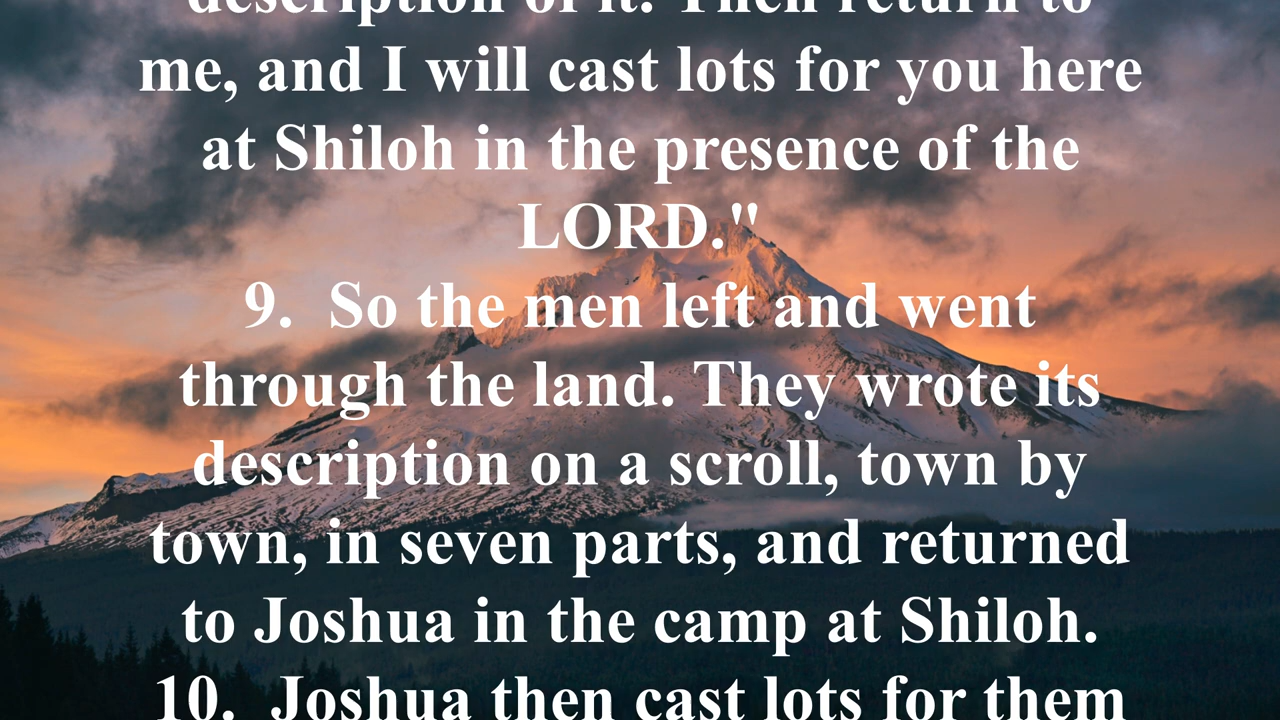 description of it. Then return to
me, and I will cast lots for you here
at Shiloh in the presence of the
LORD."
9.  So the men left and went
through the land. They wrote its
description on a scroll, town by
town, in seven parts, and returned
to Joshua in the camp at Shiloh.
10.  Joshua then cast lots for them